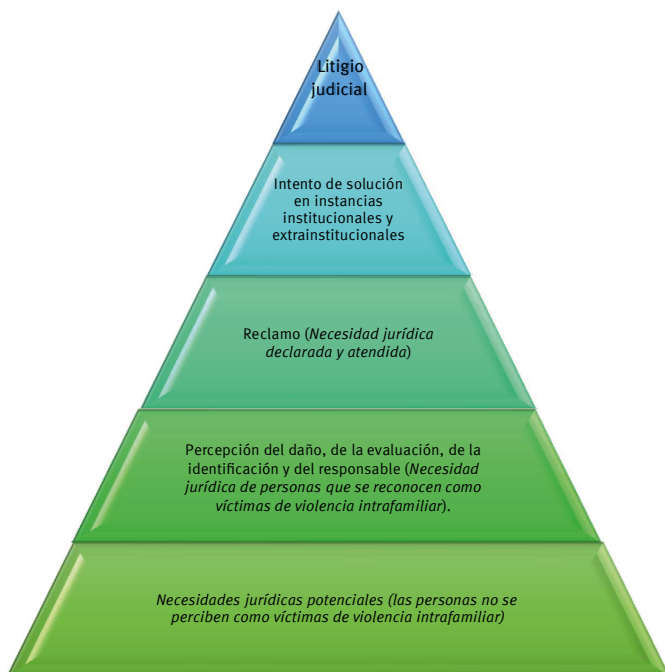 Litigio
judicial
Intento de solución
en instancias
institucionales y
extrainstitucionales
Reclamo (Necesidad jurídica
declarada y atendida)
Percepción del daño, de la evaluación, de la
identificación y del responsable (Necesidad
jurídica de personas que se reconocen como
víctimas de violencia intrafamiliar).
Necesidades jurídicas potenciales (las personas no se
perciben como víctimas de violencia intrafamiliar)